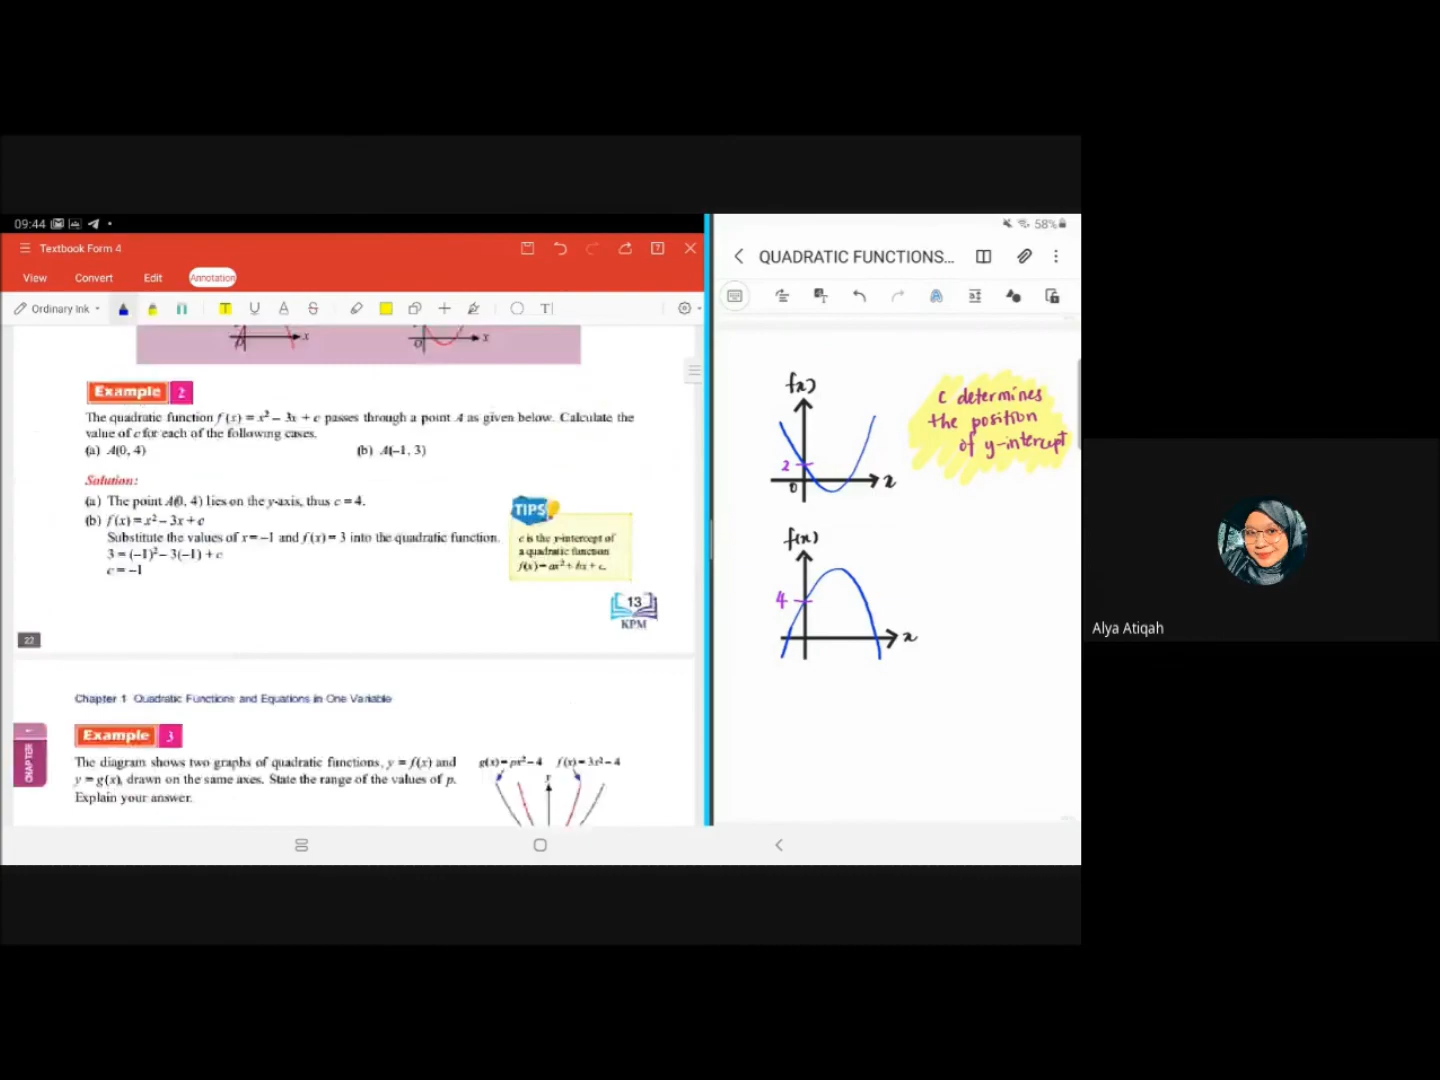 09:44
58%
Textbook Form 4
View Convert Edit Annotation
Ordinary Ink
x
O
x
Example 2
The quadratic function f(x) = x² – 3x + c passes through a point A as given below. Calculate the
value of c for each of the following cases.
(a) A(0, 4) (b) A(–1, 3)
Solution:
(a) The point A(0, 4) lies on the y-axis, thus c = 4.
(b) f(x) = x² – 3x + c
Substitute the values of x = –1 and f(x) = 3 into the quadratic function.
3 = (–1)² – 3(–1) + c
c = –1
TIPS
c is the y-intercept of
a quadratic function
f(x) = ax² + bx + c.
13
KPM
22
Chapter 1 Quadratic Functions and Equations in One Variable
CHAPTER
Example 3
The diagram shows two graphs of quadratic functions, y = f(x) and
y = g(x), drawn on the same axes. State the range of the values of p.
Explain your answer.
g(x) = px² – 4 f(x) = 3x² – 4
y
QUADRATIC FUNCTIONS...
f(x)
2
0
x
c determines
the position
of y-intercept
f(x)
4
x
Alya Atiqah